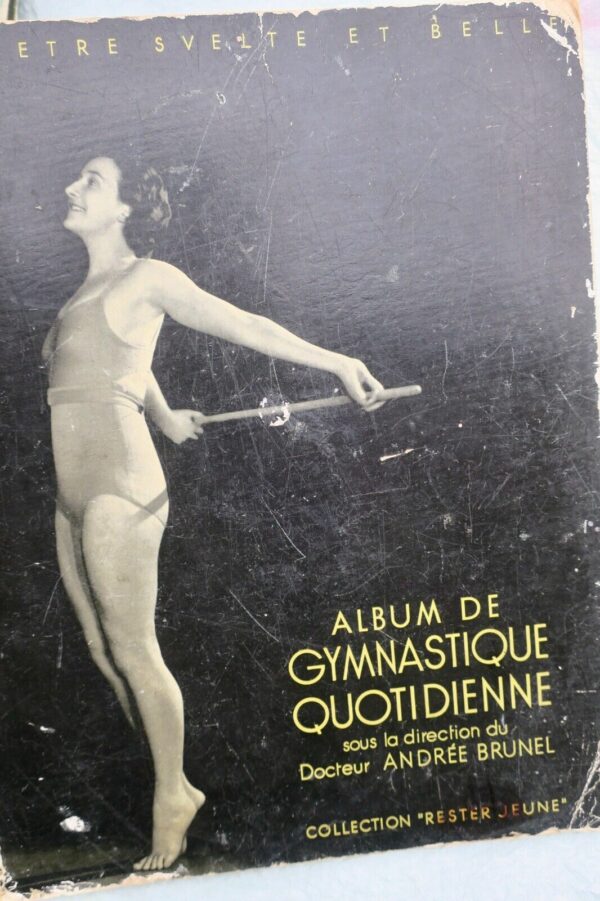 ETRE SVELTE ET BELLE
ALBUM DE
GYMNASTIQUE
QUOTIDIENNE
sous la direction du
Docteur ANDRÉE BRUNEL
COLLECTION "RESTER JEUNE"